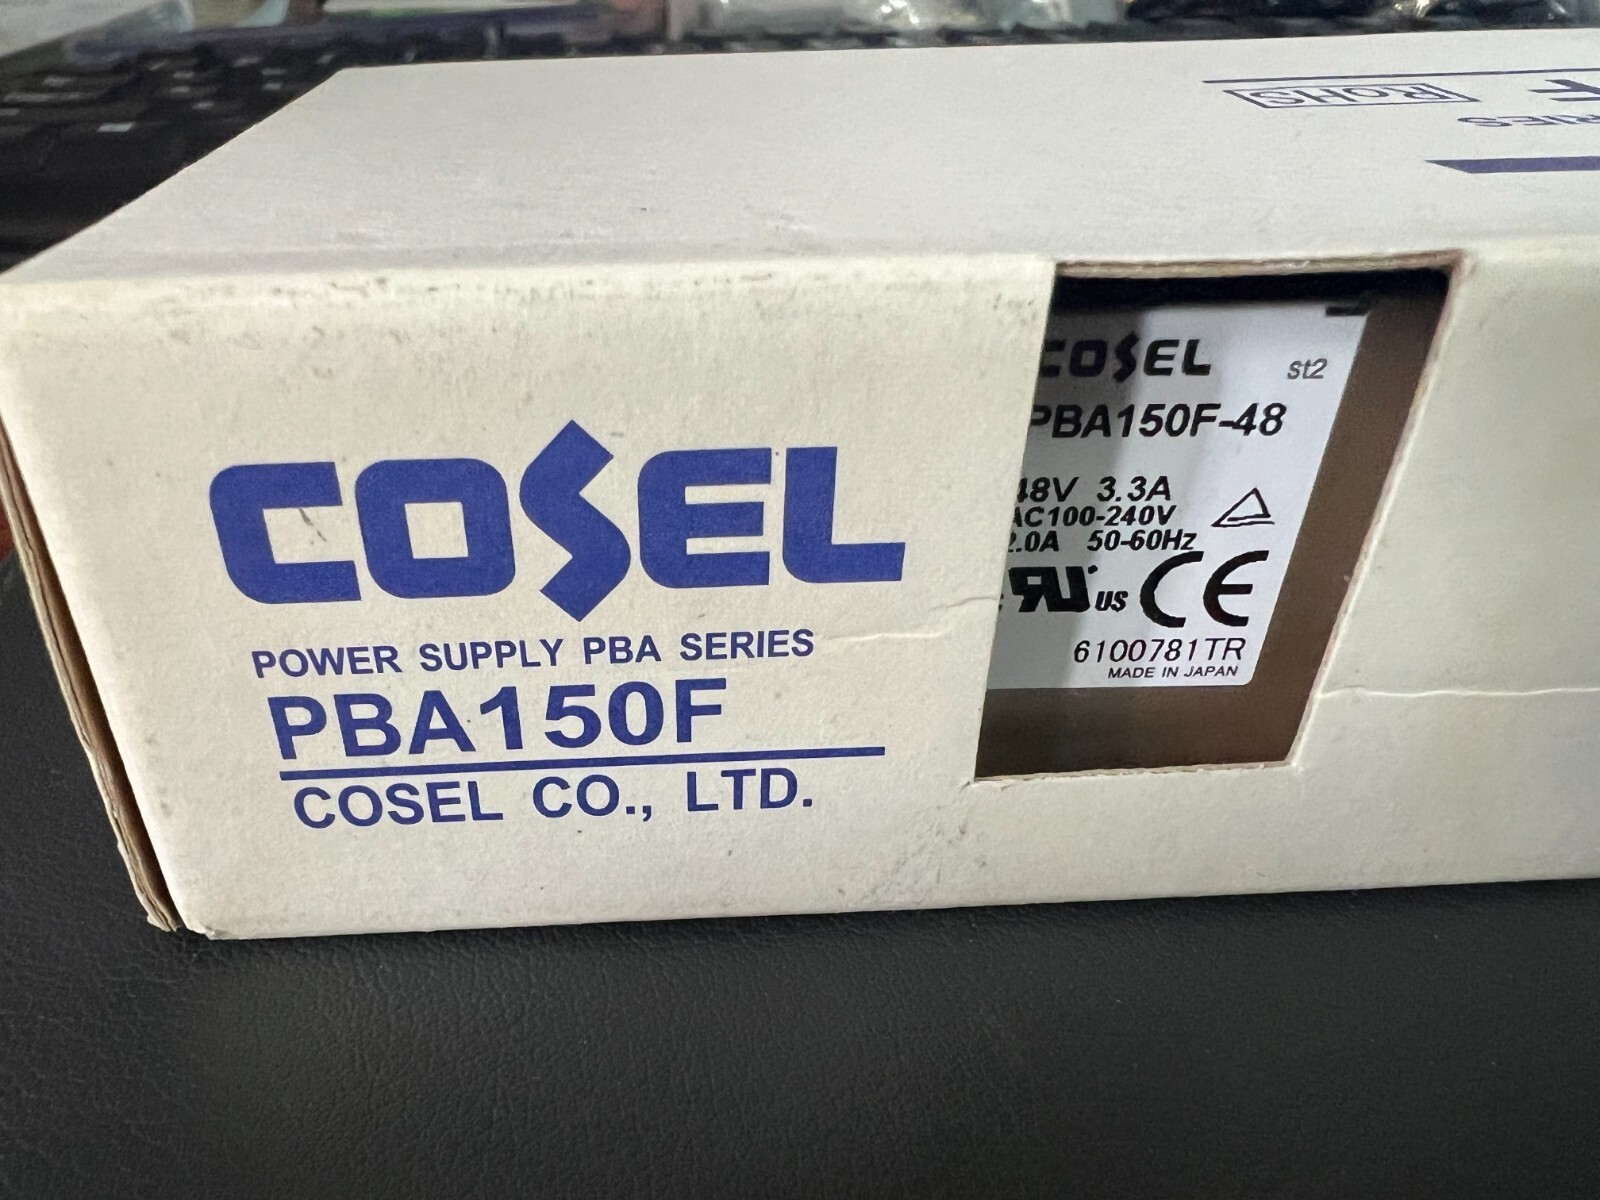 RoHS
F
COSEL
POWER SUPPLY PBA SERIES
PBA150F
COSEL CO., LTD.
COSEL
st2
PBA150F-48
48V 3.3A
AC100-240V
2.0A 50-60Hz
RU US CE
6100781TR
MADE IN JAPAN